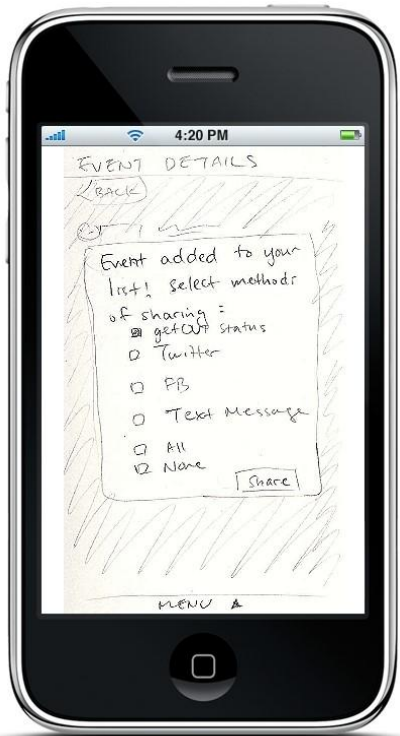 4:20 PM
EVENT DETAILS
BACK
Event added to your
list! select methods
of sharing:
getOut status
Twitter
FB
Text Message
All
None
Share
MENU